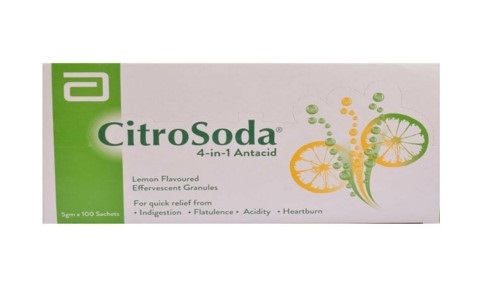 CitroSoda®
4-in-1 Antacid
Lemon Flavoured
Effervescent Granules
For quick relief from
• Indigestion • Flatulence • Acidity • Heartburn
5gm x 100 Sachets